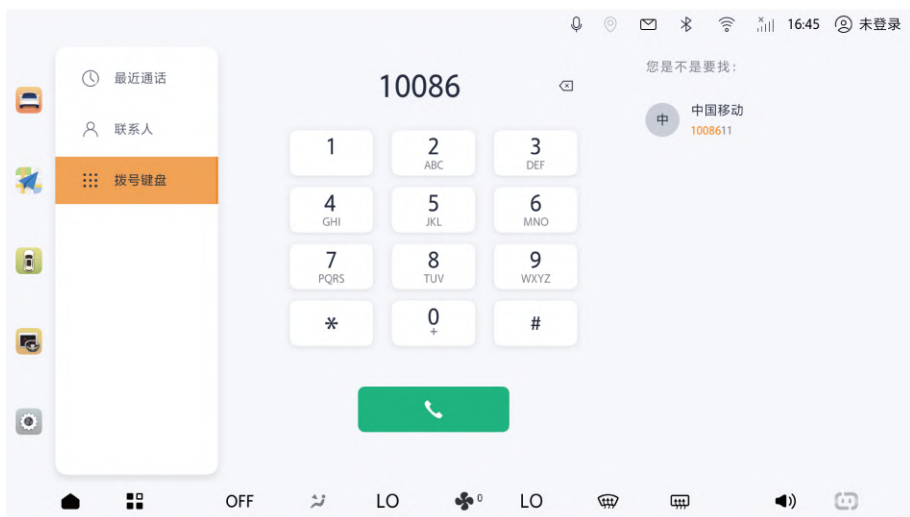 16:45 未登录
最近通话
联系人
拨号键盘
10086
1
2
ABC
3
DEF
4
GHI
5
JKL
6
MNO
7
PQRS
8
TUV
9
WXYZ
*
0
+
#
您是不是要找:
中
中国移动
1008611
OFF LO 0 LO